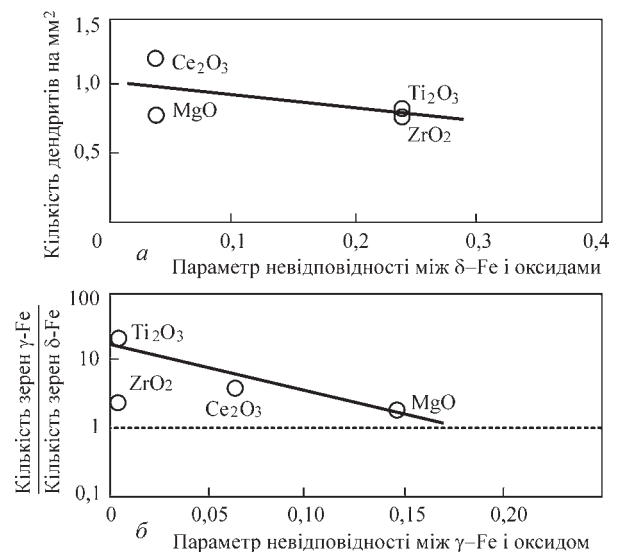 Кількість дендритів на мм²
1,5
1,0
0,5
Ce₂O₃
MgO
Ti₂O₃
ZrO₂
0
0,1
0,2
0,3
0,4
а
Параметр невідповідності між δ–Fe і оксидами
Кількість зерен γ-Fe
Кількість зерен δ-Fe
100
10
1
0,1
Ti₂O₃
ZrO₂
Ce₂O₃
MgO
0
0,05
0,10
0,15
0,20
б
Параметр невідповідності між γ–Fe і оксидом